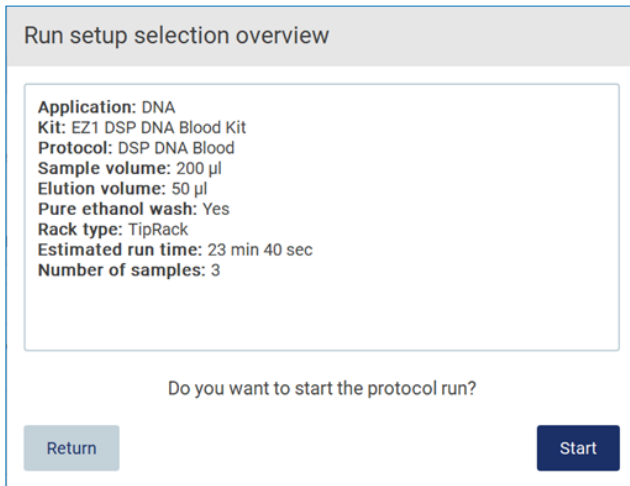 Run setup selection overview
Application: DNA
Kit: EZ1 DSP DNA Blood Kit
Protocol: DSP DNA Blood
Sample volume: 200 µl
Elution volume: 50 µl
Pure ethanol wash: Yes
Rack type: TipRack
Estimated run time: 23 min 40 sec
Number of samples: 3
Do you want to start the protocol run?
Return
Start